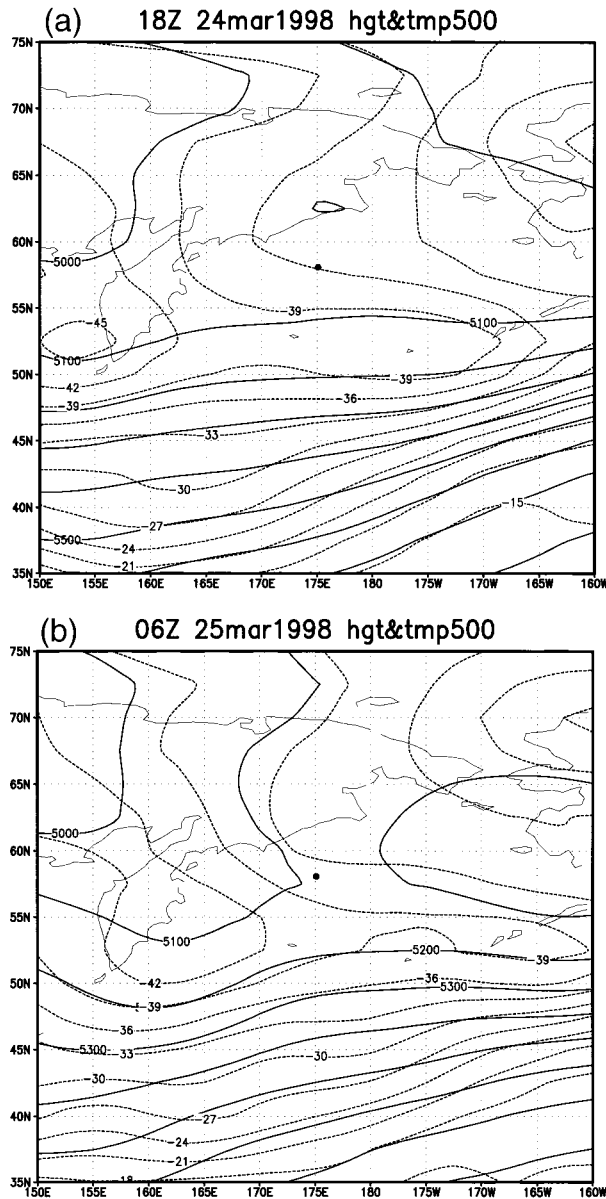 (a) 18Z 24mar1998 hgt&tmp500
75N
70N
65N
60N
5000
55N
-39
-45
5100
5100
50N
-42
39
-39
-36
45N
-33
40N
-30
-27
-15
5500
-24
-21
35N
150E 155E 160E 165E 170E 175E 180 175W 170W 165W 160W
(b) 06Z 25mar1998 hgt&tmp500
75N
70N
65N
5000
60N
55N
5100
5200
39
50N
-42
-36
5300
-39
-36
45N
5300
-33
-30
-30
40N
-27
-24
-21
35N
-18
150E 155E 160E 165E 170E 175E 180 175W 170W 165W 160W